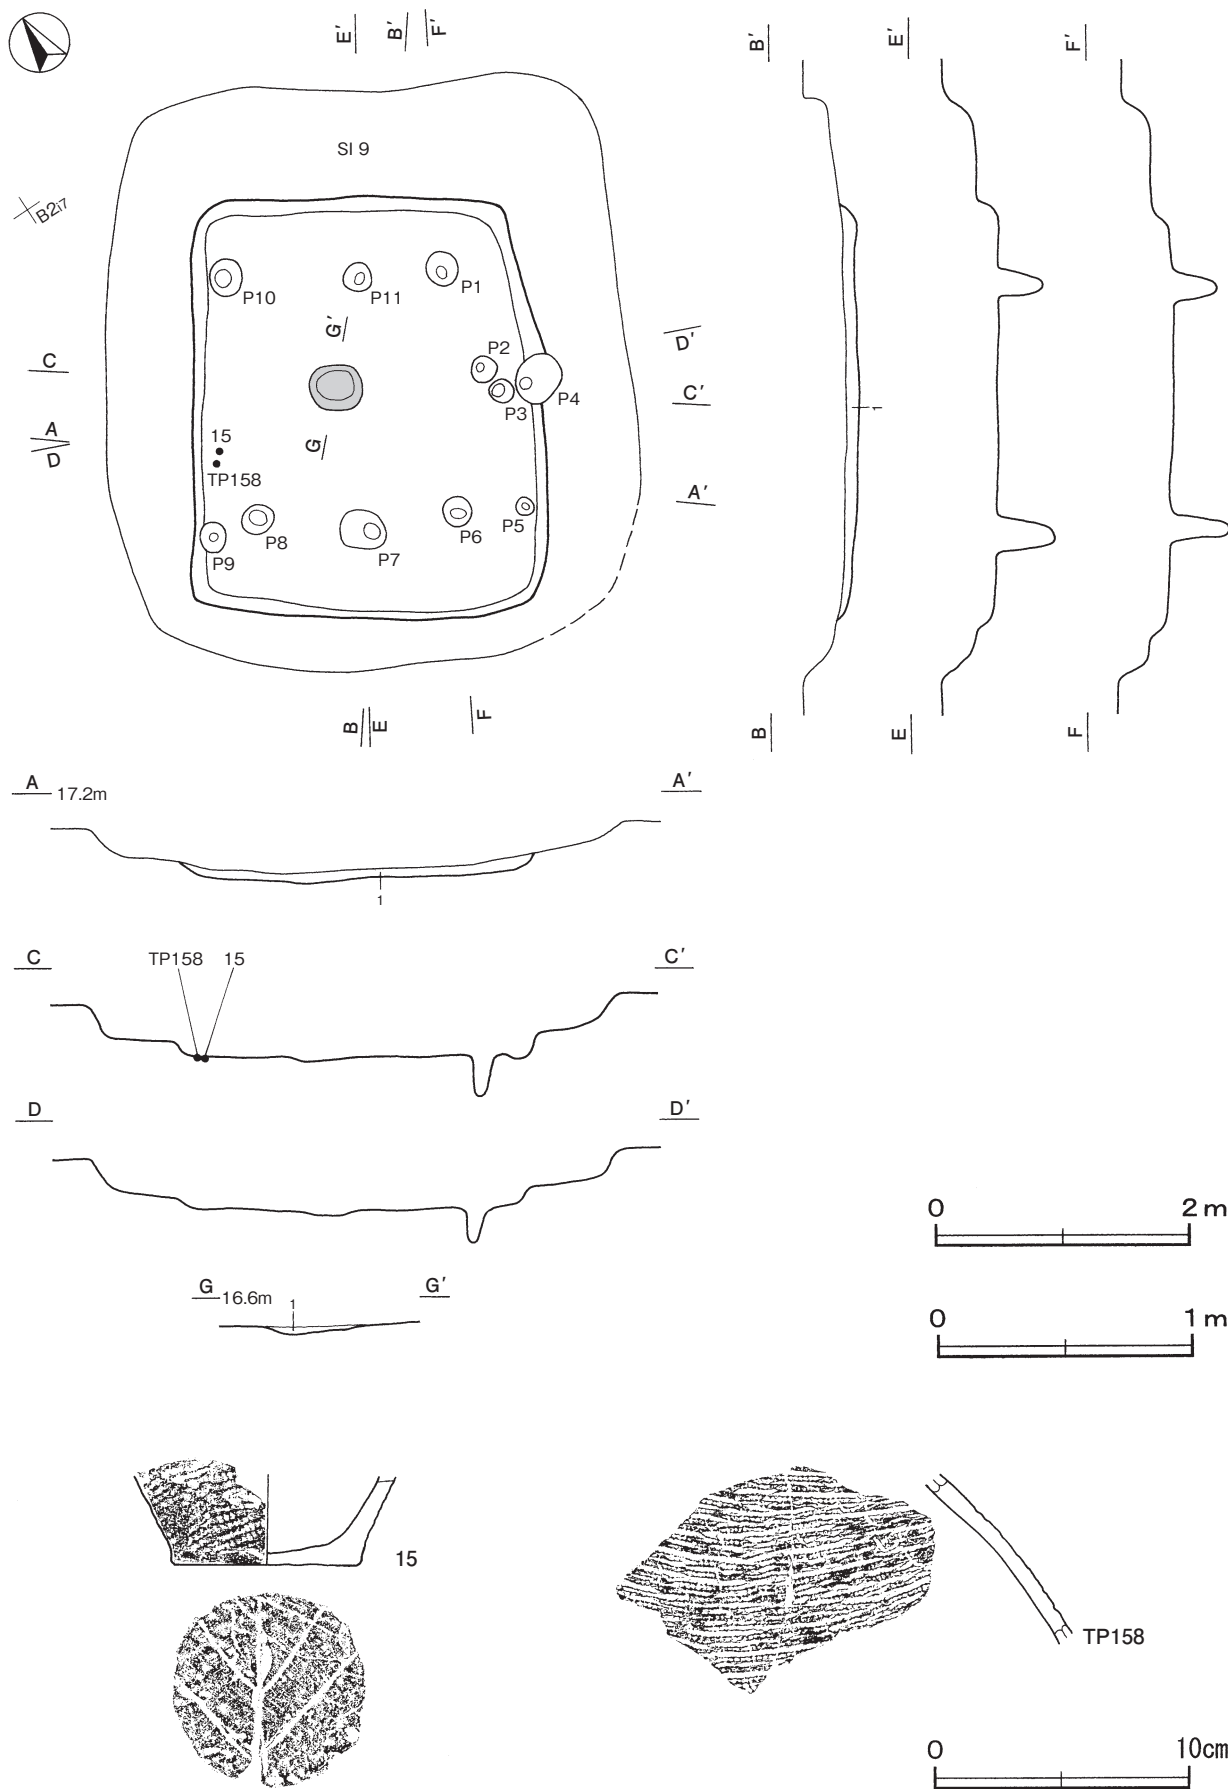 E′ B′ F′
B′ E′ F′
SI 9
B2i7
P10 P11 P1
G′
D′
C P2 C′
P3 P4
A
D
15
TP158
G
A′
P9 P8 P7 P6 P5
1
B E F
B E F
A 17.2m A′
1
C TP158 15 C′
D D′
0 2 m
G 16.6m 1 G′
0 1 m
15
TP158
0 10cm